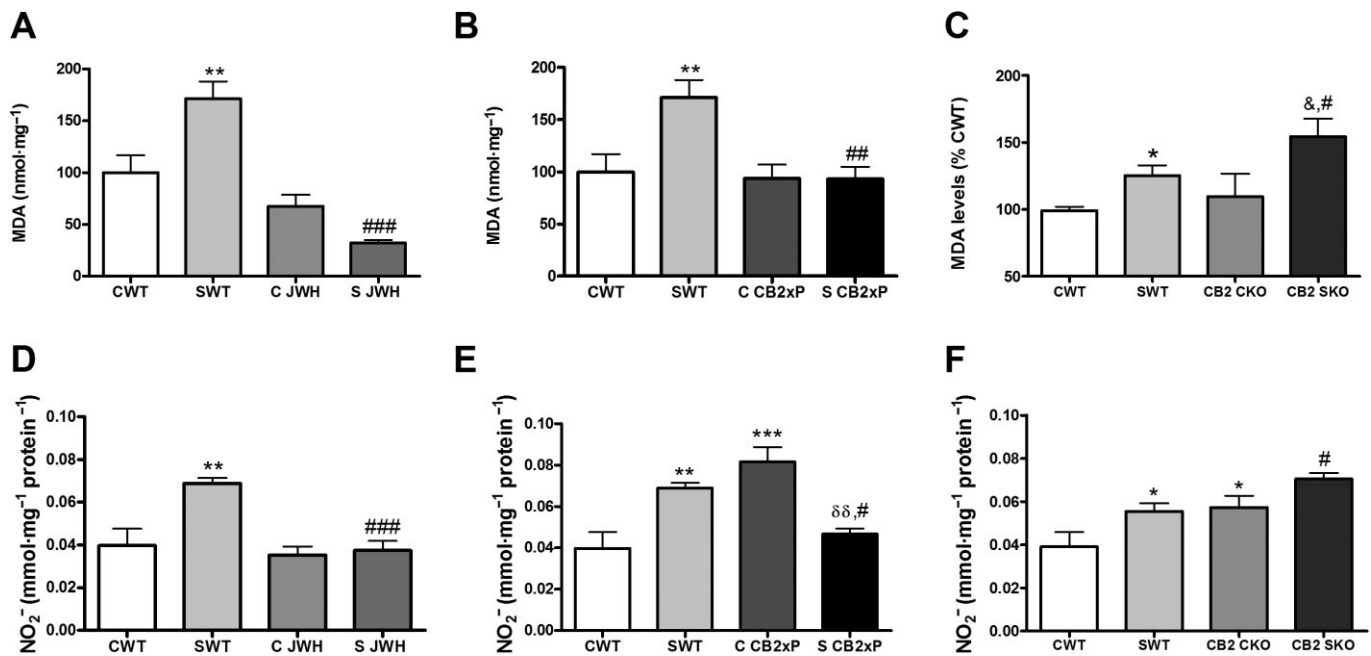 A
MDA (nmol·mg⁻¹)
200
150
100
50
0
**
###
CWT SWT C JWH S JWH
B
MDA (nmol·mg⁻¹)
200
150
100
50
0
**
##
CWT SWT C CB2xP S CB2xP
C
MDA levels (% CWT)
200
150
100
50
*
&,#
CWT SWT CB2 CKO CB2 SKO
D
NO₂⁻ (mmol·mg⁻¹ protein⁻¹)
0.10
0.08
0.06
0.04
0.02
0.00
**
###
CWT SWT C JWH S JWH
E
NO₂⁻ (mmol·mg⁻¹ protein⁻¹)
0.10
0.08
0.06
0.04
0.02
0.00
**
***
δδ,#
CWT SWT C CB2xP S CB2xP
F
NO₂⁻ (mmol·mg⁻¹ protein⁻¹)
0.10
0.08
0.06
0.04
0.02
0.00
*
*
#
CWT SWT CB2 CKO CB2 SKO